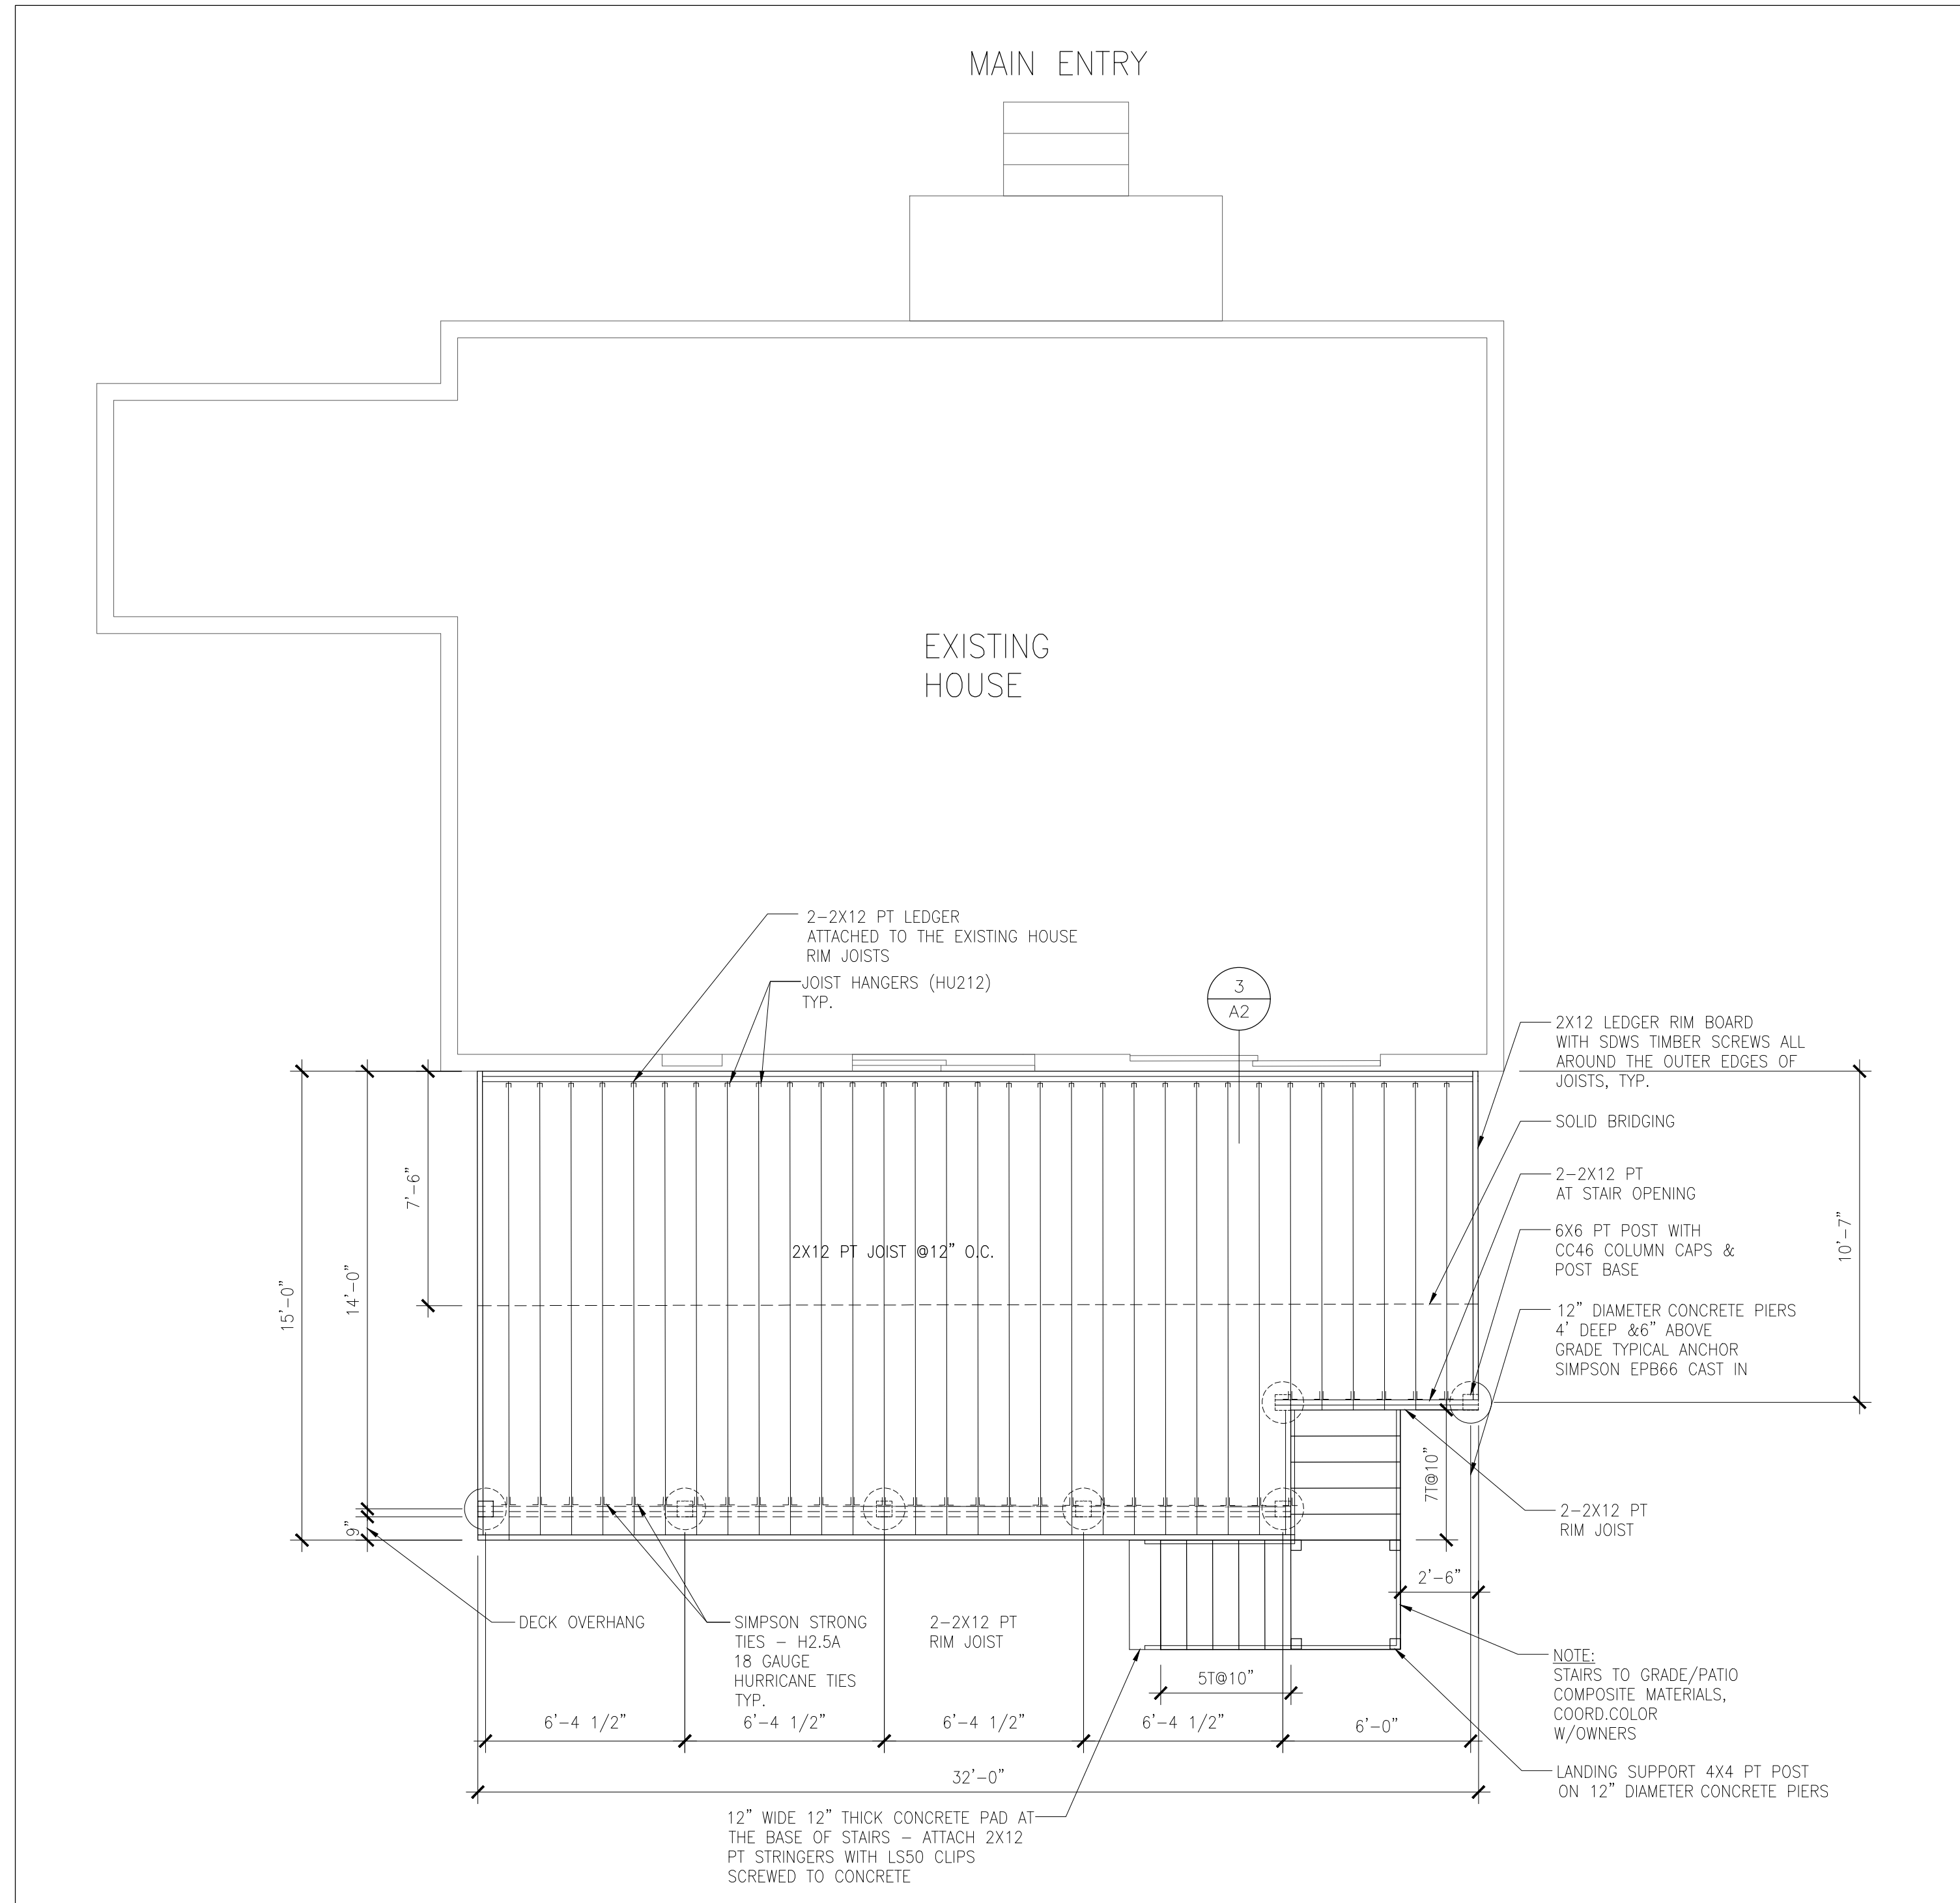 MAIN ENTRY
EXISTING
HOUSE
2-2X12 PT LEDGER
ATTACHED TO THE EXISTING HOUSE
RIM JOISTS
JOIST HANGERS (HU212)
TYP.
3
A2
2X12 LEDGER RIM BOARD
WITH SDWS TIMBER SCREWS ALL
AROUND THE OUTER EDGES OF
JOISTS, TYP.
SOLID BRIDGING
2-2X12 PT
AT STAIR OPENING
6X6 PT POST WITH
CC46 COLUMN CAPS &
POST BASE
12" DIAMETER CONCRETE PIERS
4' DEEP &6" ABOVE
GRADE TYPICAL ANCHOR
SIMPSON EPB66 CAST IN
10'-7"
15'-0"
14'-0"
7'-6"
9"
2X12 PT JOIST @12" O.C.
7T@10"
2-2X12 PT
RIM JOIST
2'-6"
DECK OVERHANG
SIMPSON STRONG
TIES - H2.5A
18 GAUGE
HURRICANE TIES
TYP.
2-2X12 PT
RIM JOIST
5T@10"
NOTE:
STAIRS TO GRADE/PATIO
COMPOSITE MATERIALS,
COORD.COLOR
W/OWNERS
6'-4 1/2"
6'-4 1/2"
6'-4 1/2"
6'-4 1/2"
6'-0"
32'-0"
LANDING SUPPORT 4X4 PT POST
ON 12" DIAMETER CONCRETE PIERS
12" WIDE 12" THICK CONCRETE PAD AT
THE BASE OF STAIRS - ATTACH 2X12
PT STRINGERS WITH LS50 CLIPS
SCREWED TO CONCRETE